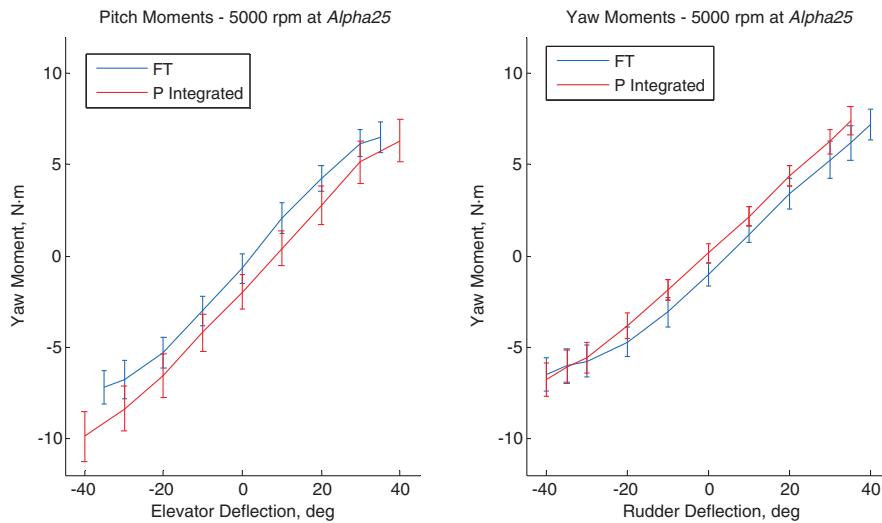 Pitch Moments - 5000 rpm at Alpha25
FT
P Integrated
10
5
0
-5
-10
Yaw Moment, N·m
-40
-20
0
20
40
Elevator Deflection, deg
Yaw Moments - 5000 rpm at Alpha25
FT
P Integrated
10
5
0
-5
-10
Yaw Moment, N·m
-40
-20
0
20
40
Rudder Deflection, deg